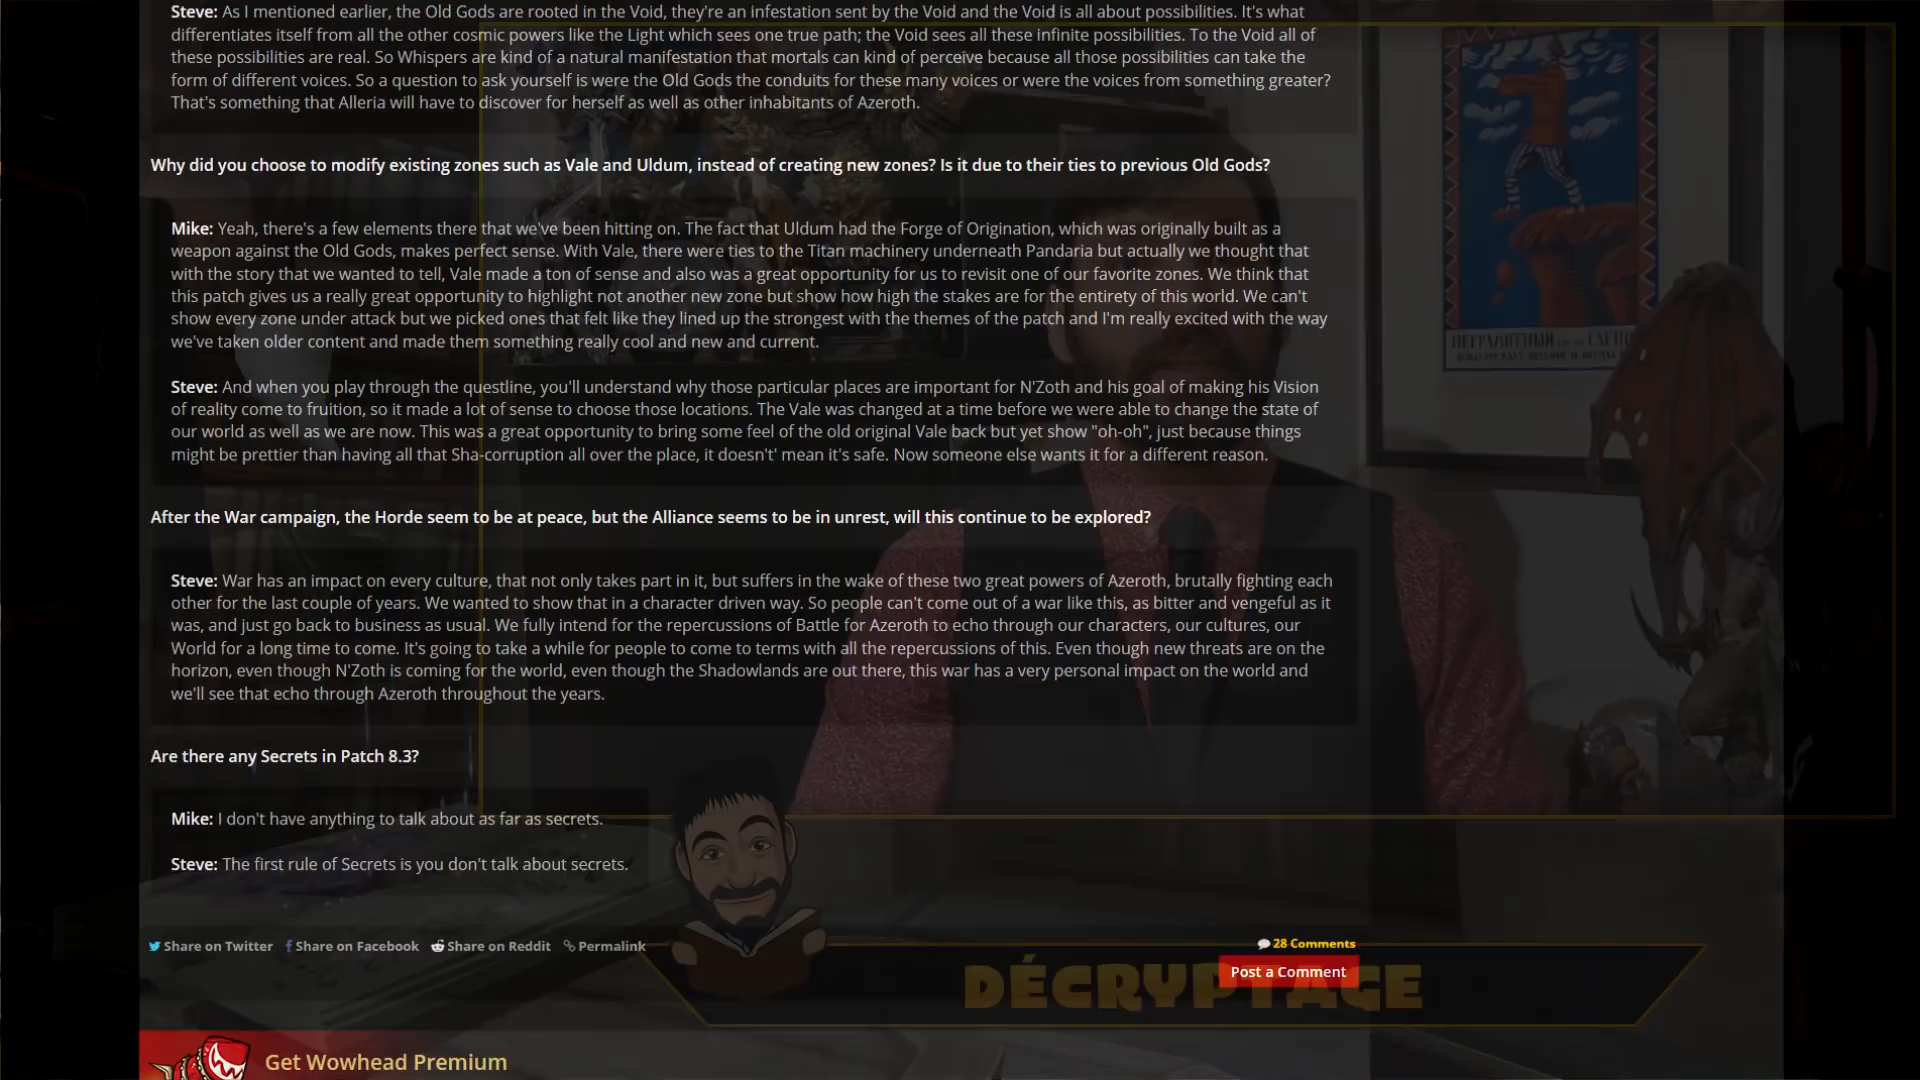 Steve: As I mentioned earlier, the Old Gods are rooted in the Void, they're an infestation sent by the Void and the Void is all about possibilities. It's what
differentiates itself from all the other cosmic powers like the Light which sees one true path; the Void sees all these infinite possibilities. To the Void all of
these possibilities are real. So Whispers are kind of a natural manifestation that mortals can kind of perceive because all those possibilities can take the
form of different voices. So a question to ask yourself is were the Old Gods the conduits for these many voices or were the voices from something greater?
That's something that Alleria will have to discover for herself as well as other inhabitants of Azeroth.
Why did you choose to modify existing zones such as Vale and Uldum, instead of creating new zones? Is it due to their ties to previous Old Gods?
Mike: Yeah, there's a few elements there that we've been hitting on. The fact that Uldum had the Forge of Origination, which was originally built as a
weapon against the Old Gods, makes perfect sense. With Vale, there were ties to the Titan machinery underneath Pandaria but actually we thought that
with the story that we wanted to tell, Vale made a ton of sense and also was a great opportunity for us to revisit one of our favorite zones. We think that
this patch gives us a really great opportunity to highlight not another new zone but show how high the stakes are for the entirety of this world. We can't
show every zone under attack but we picked ones that felt like they lined up the strongest with the themes of the patch and I'm really excited with the way
we've taken older content and made them something really cool and new and current.
Steve: And when you play through the questline, you'll understand why those particular places are important for N'Zoth and his goal of making his Vision
of reality come to fruition, so it made a lot of sense to choose those locations. The Vale was changed at a time before we were able to change the state of
our world as well as we are now. This was a great opportunity to bring some feel of the old original Vale back but yet show "oh-oh", just because things
might be prettier than having all that Sha-corruption all over the place, it doesn't' mean it's safe. Now someone else wants it for a different reason.
After the War campaign, the Horde seem to be at peace, but the Alliance seems to be in unrest, will this continue to be explored?
Steve: War has an impact on every culture, that not only takes part in it, but suffers in the wake of these two great powers of Azeroth, brutally fighting each
other for the last couple of years. We wanted to show that in a character driven way. So people can't come out of a war like this, as bitter and vengeful as it
was, and just go back to business as usual. We fully intend for the repercussions of Battle for Azeroth to echo through our characters, our cultures, our
World for a long time to come. It's going to take a while for people to come to terms with all the repercussions of this. Even though new threats are on the
horizon, even though N'Zoth is coming for the world, even though the Shadowlands are out there, this war has a very personal impact on the world and
we'll see that echo through Azeroth throughout the years.
Are there any Secrets in Patch 8.3?
Mike: I don't have anything to talk about as far as secrets.
Steve: The first rule of Secrets is you don't talk about secrets.
Share on Twitter Share on Facebook Share on Reddit Permalink
28 Comments
Post a Comment
DÉCRYPTAGE
Get Wowhead Premium